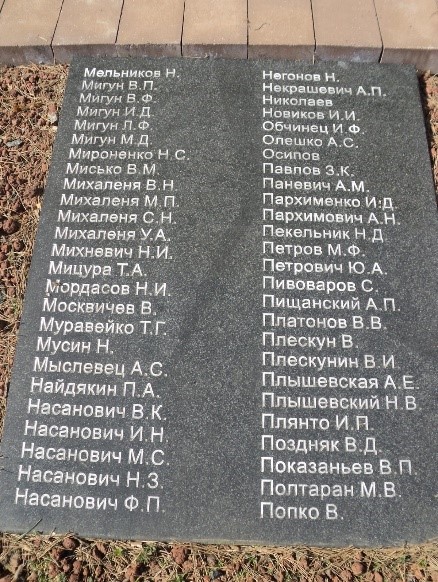 Мельников Н.
Мигун В.П.
Мигун В.Ф.
Мигун И.Д.
Мигун Л.Ф.
Мигун М.Д.
Мироненко Н.С.
Мисько В.М.
Михаленя В.Н.
Михаленя М.П.
Михаленя С.Н.
Михаленя У.А.
Михневич Н.И.
Мицура Т.А.
Мордасов Н.И.
Москвичев В.
Муравейко Т.Г.
Мусин Н.
Мыслевец А.С.
Найдякин П.А.
Насанович В.К.
Насанович И.Н.
Насанович М.С.
Насанович Н.З.
Насанович Ф.П.
Негонов Н.
Некрашевич А.П.
Николаев
Новиков И.И.
Обчинец И.Ф.
Олешко А.С.
Осипов
Павлов З.К.
Паневич А.М.
Пархименко И.Д.
Пархимович А.Н.
Пекельник Н.Д
Петров М.Ф.
Петрович Ю.А.
Пивоваров С.
Пищанский А.П.
Платонов В.В.
Плескун В.
Плескунин В.И.
Плышевская А.Е.
Плышевский Н.В.
Плянто И.П.
Поздняк В.Д.
Показаньев В.П.
Полтаран М.В.
Попко В.